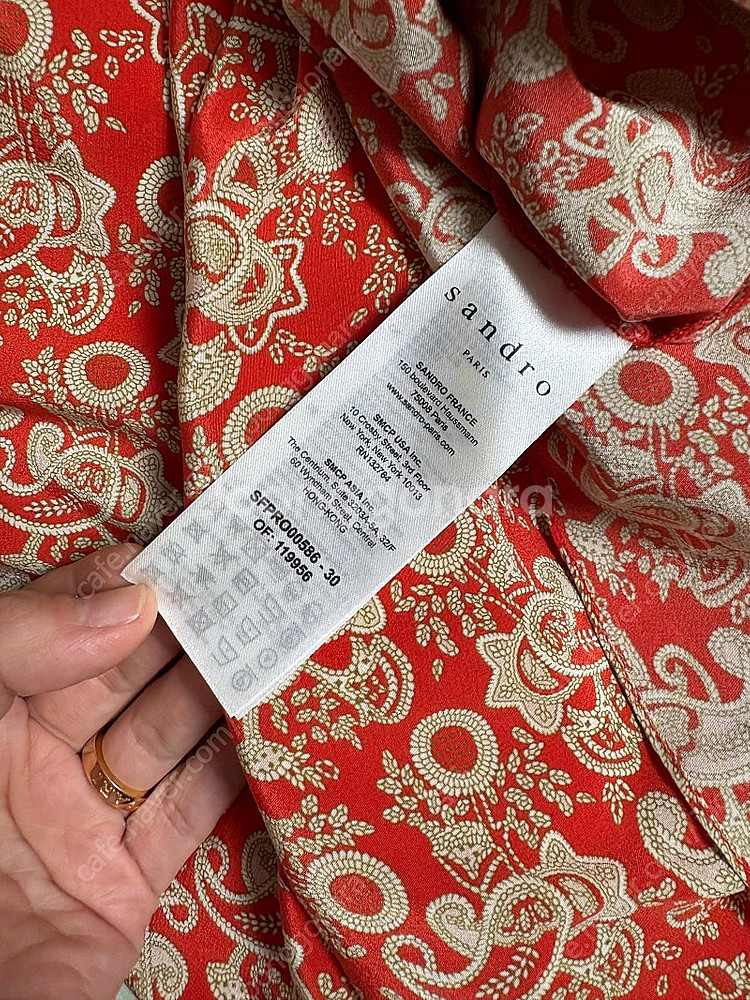 sandro
PARIS
SANDRO FRANCE
150 boulevard Haussmann
75008 Paris
www.sandro-paris.com
SMCP USA Inc.
10 Crosby Street, 3rd Floor
New York, New York 10013
RN132764
SMCP ASIA Inc.
The Centrium, Suite 3203A-5A, 32/F
60 Wyndham Street, Central
HONG-KONG
SFPRO00586 - 30
OF: 119956